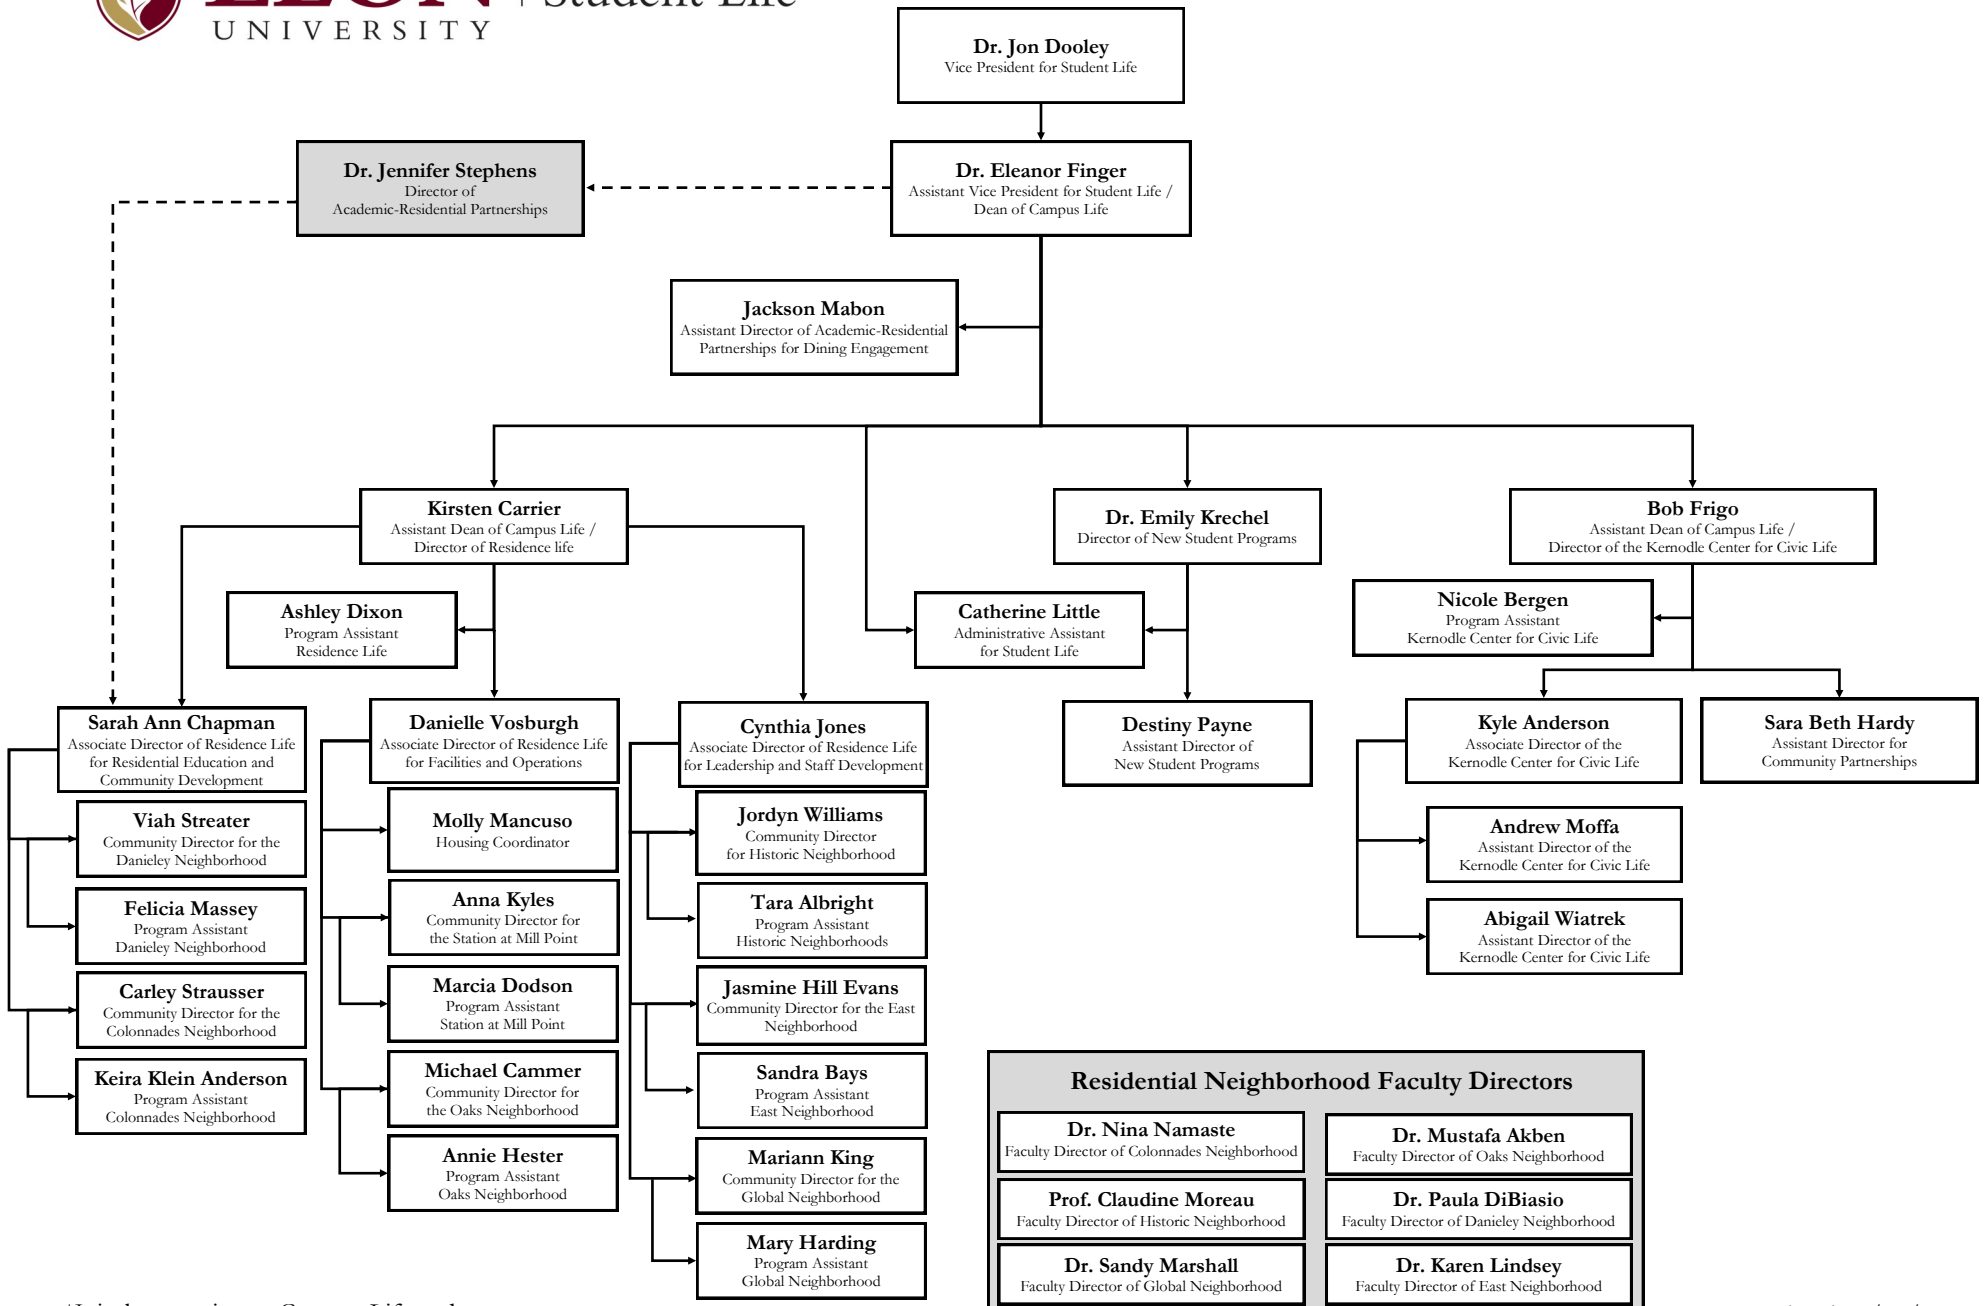 UNIVERSITY
Dr. Jon Dooley
Vice President for Student Life
Dr. Jennifer Stephens
Director of
Academic-Residential Partnerships
Dr. Eleanor Finger
Assistant Vice President for Student Life /
Dean of Campus Life
Jackson Mabon
Assistant Director of Academic-Residential
Partnerships for Dining Engagement
Kirsten Carrier
Assistant Dean of Campus Life /
Director of Residence life
Dr. Emily Krechel
Director of New Student Programs
Bob Frigo
Assistant Dean of Campus Life /
Director of the Kernodle Center for Civic Life
Ashley Dixon
Program Assistant
Residence Life
Catherine Little
Administrative Assistant
for Student Life
Nicole Bergen
Program Assistant
Kernodle Center for Civic Life
Sarah Ann Chapman
Associate Director of Residence Life
for Residential Education and
Community Development
Viah Streater
Community Director for the
Danieley Neighborhood
Felicia Massey
Program Assistant
Danieley Neighborhood
Carley Strausser
Community Director for the
Colonnades Neighborhood
Keira Klein Anderson
Program Assistant
Colonnades Neighborhood
Danielle Vosburgh
Associate Director of Residence Life
for Facilities and Operations
Molly Mancuso
Housing Coordinator
Anna Kyles
Community Director for
the Station at Mill Point
Marcia Dodson
Program Assistant
Station at Mill Point
Michael Cammer
Community Director for
the Oaks Neighborhood
Annie Hester
Program Assistant
Oaks Neighborhood
Cynthia Jones
Associate Director of Residence Life
for Leadership and Staff Development
Jordyn Williams
Community Director
for Historic Neighborhood
Tara Albright
Program Assistant
Historic Neighborhoods
Jasmine Hill Evans
Community Director for the East
Neighborhood
Sandra Bays
Program Assistant
East Neighborhood
Mariann King
Community Director for the
Global Neighborhood
Mary Harding
Program Assistant
Global Neighborhood
Destiny Payne
Assistant Director of
New Student Programs
Kyle Anderson
Associate Director of the
Kernodle Center for Civic Life
Sara Beth Hardy
Assistant Director for
Community Partnerships
Andrew Moffa
Assistant Director of the
Kernodle Center for Civic Life
Abigail Wiatrek
Assistant Director of the
Kernodle Center for Civic Life
Residential Neighborhood Faculty Directors
Dr. Nina Namaste
Faculty Director of Colonnades Neighborhood
Dr. Mustafa Akben
Faculty Director of Oaks Neighborhood
Prof. Claudine Moreau
Faculty Director of Historic Neighborhood
Dr. Paula DiBiasio
Faculty Director of Danieley Neighborhood
Dr. Sandy Marshall
Faculty Director of Global Neighborhood
Dr. Karen Lindsey
Faculty Director of East Neighborhood